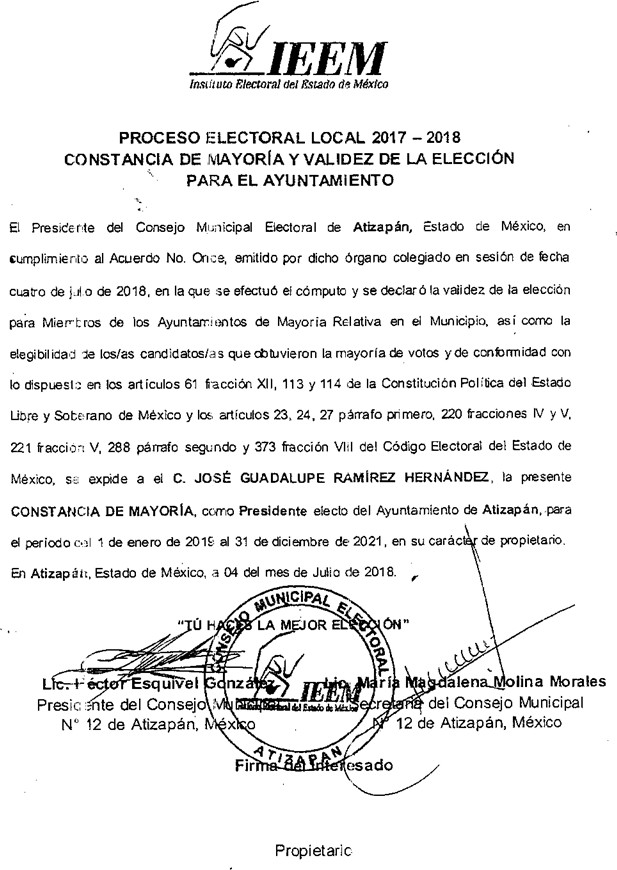 IEEM
Instituto Electoral del Estado de México
PROCESO ELECTORAL LOCAL 2017 – 2018
CONSTANCIA DE MAYORÍA Y VALIDEZ DE LA ELECCIÓN
PARA EL AYUNTAMIENTO
El Presidente del Consejo Municipal Electoral de Atizapán, Estado de México, en
cumplimiento al Acuerdo No. Once, emitido por dicho órgano colegiado en sesión de fecha
cuatro de julio de 2018, en la que se efectuó el cómputo y se declaró la validez de la elección
para Miembros de los Ayuntamientos de Mayoría Relativa en el Municipio, así como la
elegibilidad de los/as candidatos/as que obtuvieron la mayoría de votos y de conformidad con
lo dispuesto en los artículos 61 fracción XII, 113 y 114 de la Constitución Política del Estado
Libre y Soberano de México y los artículos 23, 24, 27 párrafo primero, 220 fracciones IV y V,
221 fracción V, 288 párrafo segundo y 373 fracción VIII del Código Electoral del Estado de
México, se expide a el C. JOSÉ GUADALUPE RAMÍREZ HERNÁNDEZ, la presente
CONSTANCIA DE MAYORÍA, como Presidente electo del Ayuntamiento de Atizapán, para
el período del 1 de enero de 2019 al 31 de diciembre de 2021, en su carácter de propietario.
En Atizapán, Estado de México, a 04 del mes de Julio de 2018.
"TÚ HACES LA MEJOR ELECCIÓN"
CONSEJO MUNICIPAL ELECTORAL
IEEM
Instituto Electoral del Estado de México
ATIZAPAN
Lic. Héctor Esquivel González
Presidente del Consejo Municipal
N° 12 de Atizapán, México
Lic. María Magdalena Molina Morales
Secretaria del Consejo Municipal
N° 12 de Atizapán, México
Firma del Interesado
Propietario